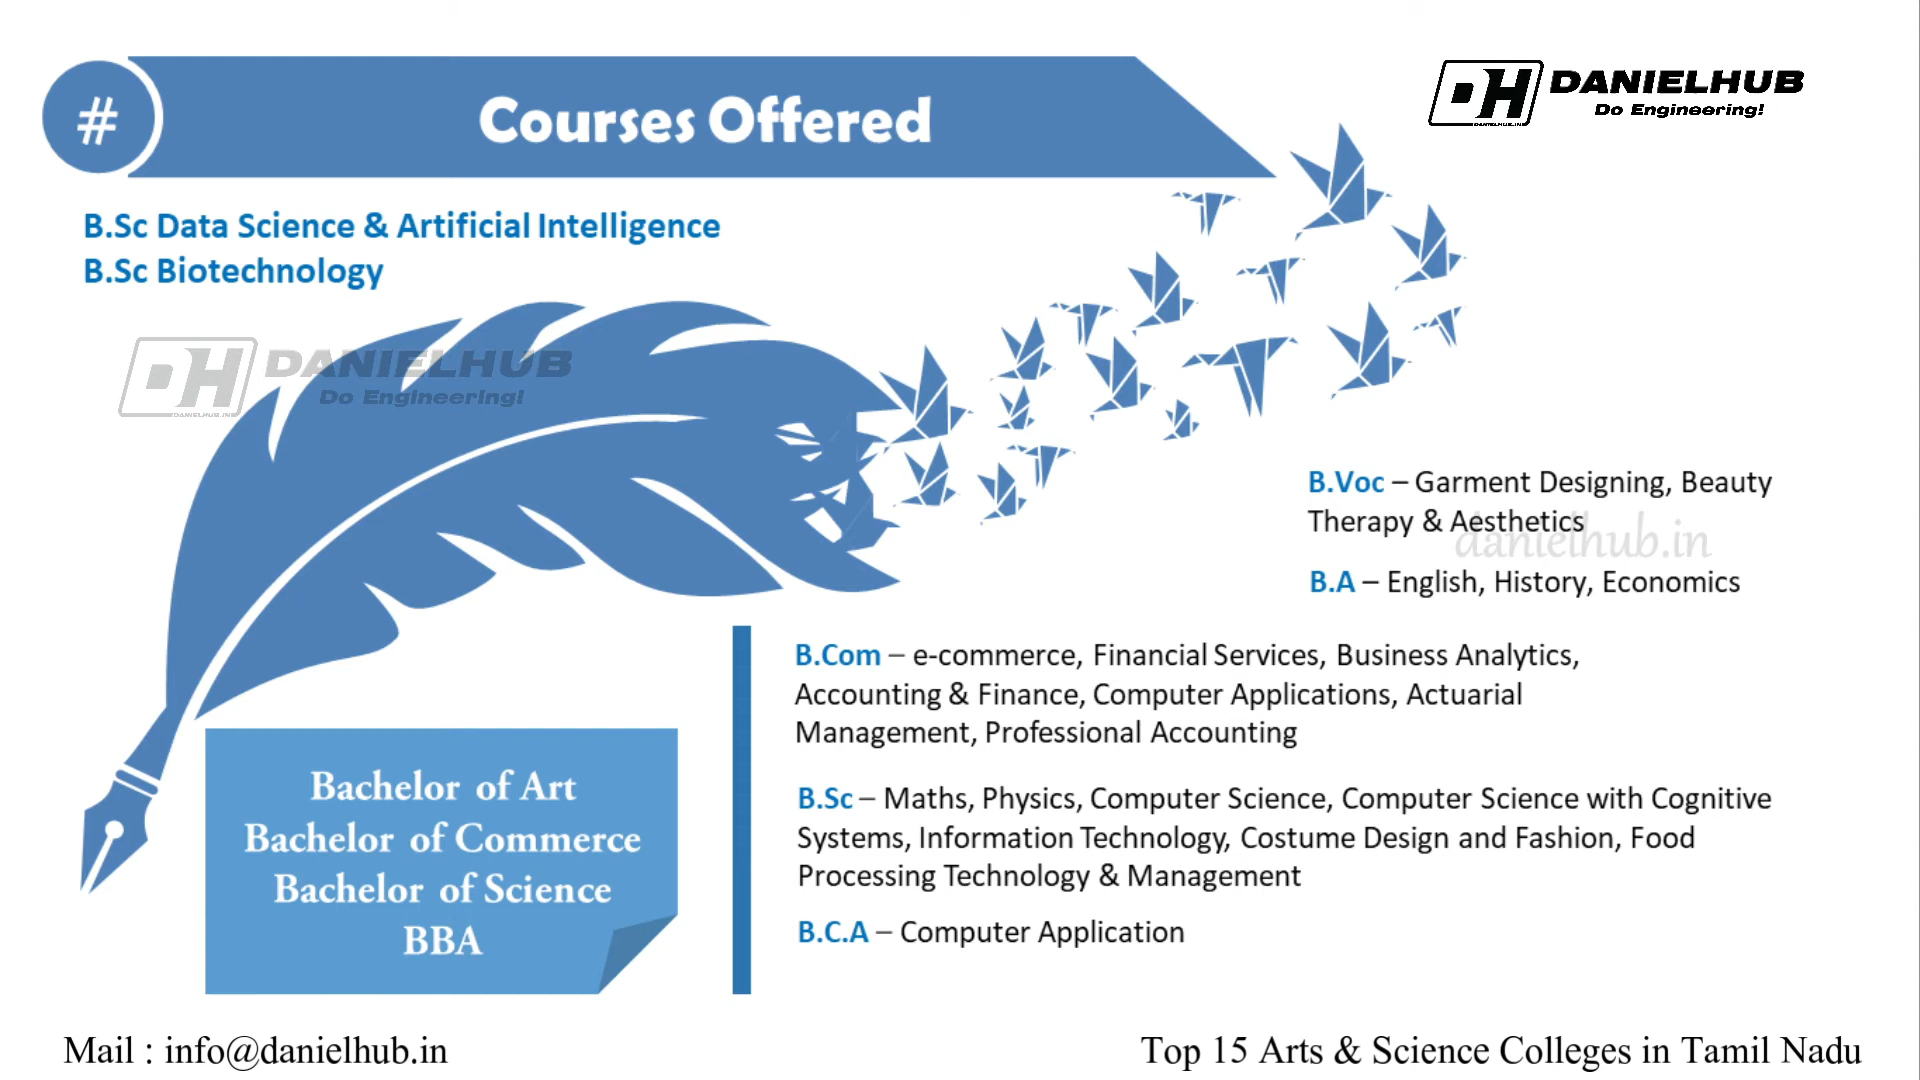 #
Courses Offered
DH DANIELHUB
Do Engineering!
B.Sc Data Science & Artificial Intelligence
B.Sc Biotechnology
DH DANIELHUB
Do Engineering!
DANIELHUB.IN
B.Voc – Garment Designing, Beauty
Therapy & Aesthetics
danielhub.in
B.A – English, History, Economics
B.Com – e-commerce, Financial Services, Business Analytics,
Accounting & Finance, Computer Applications, Actuarial
Management, Professional Accounting
B.Sc – Maths, Physics, Computer Science, Computer Science with Cognitive
Systems, Information Technology, Costume Design and Fashion, Food
Processing Technology & Management
B.C.A – Computer Application
Bachelor of Art
Bachelor of Commerce
Bachelor of Science
BBA
Mail : info@danielhub.in
Top 15 Arts & Science Colleges in Tamil Nadu